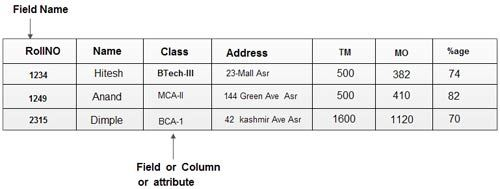 Field Name
RollNO Name Class Address TM MO %age
1234 Hitesh BTech-III 23-Mall Asr 500 382 74
1249 Anand MCA-II 144 Green Ave Asr 500 410 82
2315 Dimple BCA-1 42 kashmir Ave Asr 1600 1120 70
Field or Column
or attribute